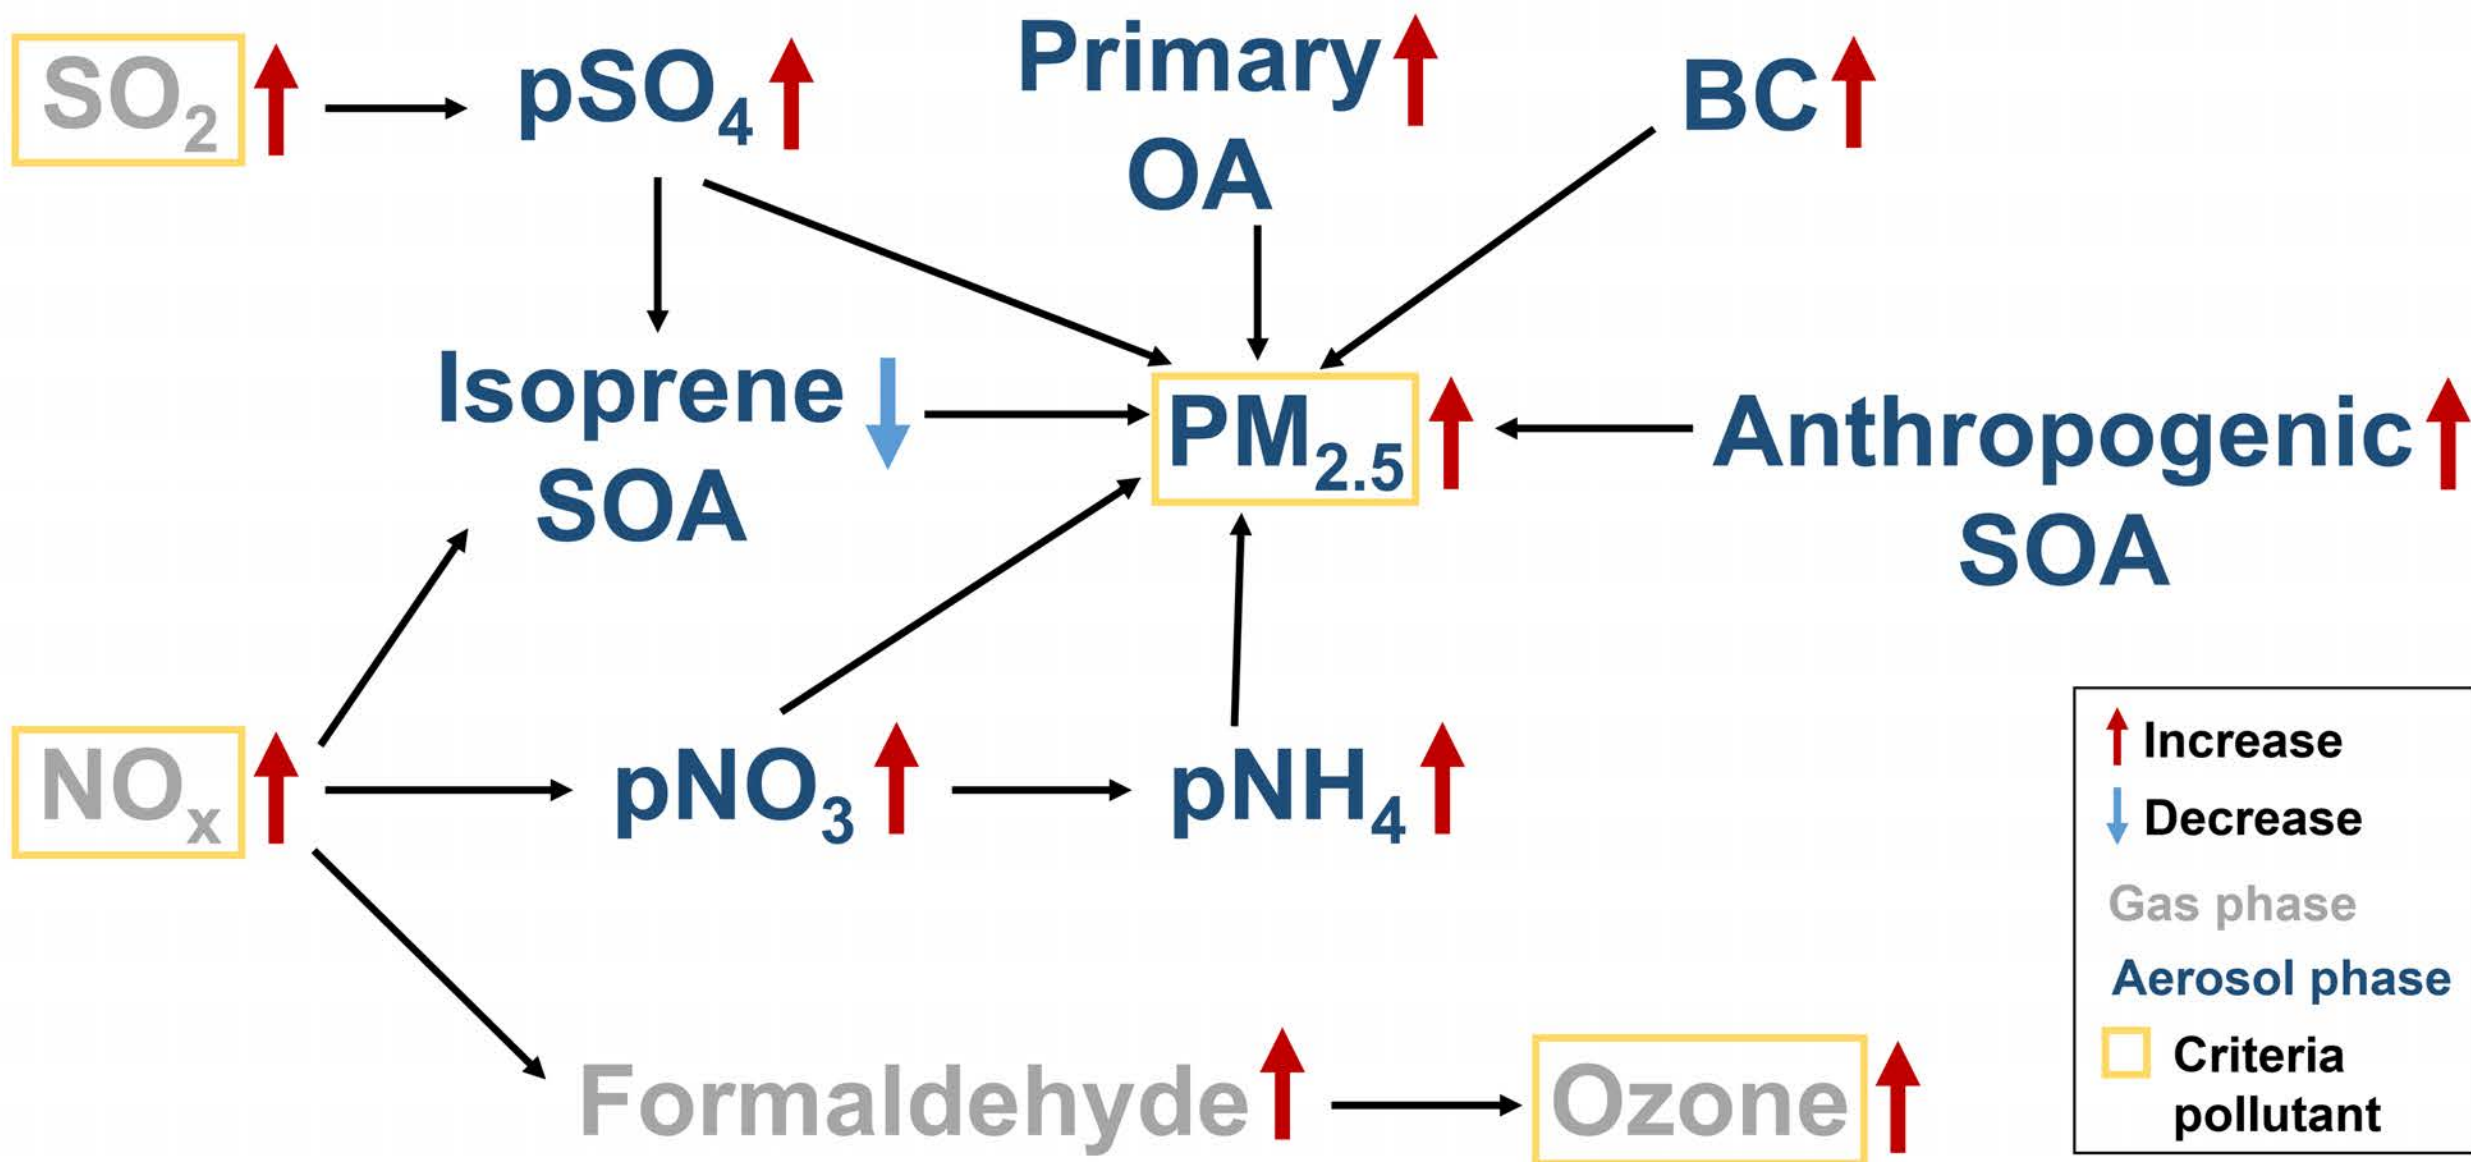 SO₂
pSO₄
Primary
OA
BC
Isoprene
SOA
PM₂.₅
Anthropogenic
SOA
NOₓ
pNO₃
pNH₄
Formaldehyde
Ozone
Increase
Decrease
Gas phase
Aerosol phase
Criteria
pollutant